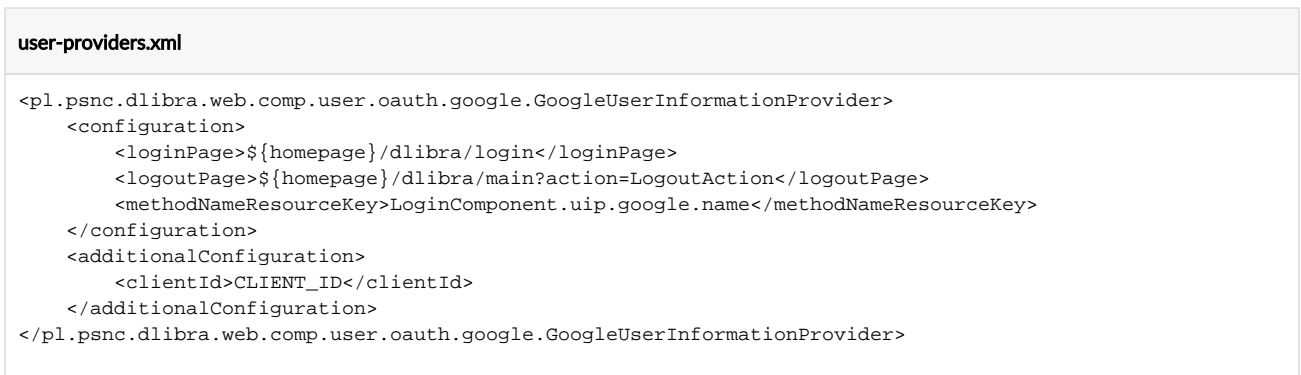 user-providers.xml
<pl.psnc.dlibra.web.comp.user.oauth.google.GoogleUserInformationProvider>
    <configuration>
        <loginPage>${homepage}/dlibra/login</loginPage>
        <logoutPage>${homepage}/dlibra/main?action=LogoutAction</logoutPage>
        <methodNameResourceKey>LoginComponent.uip.google.name</methodNameResourceKey>
    </configuration>
    <additionalConfiguration>
        <clientId>CLIENT_ID</clientId>
    </additionalConfiguration>
</pl.psnc.dlibra.web.comp.user.oauth.google.GoogleUserInformationProvider>